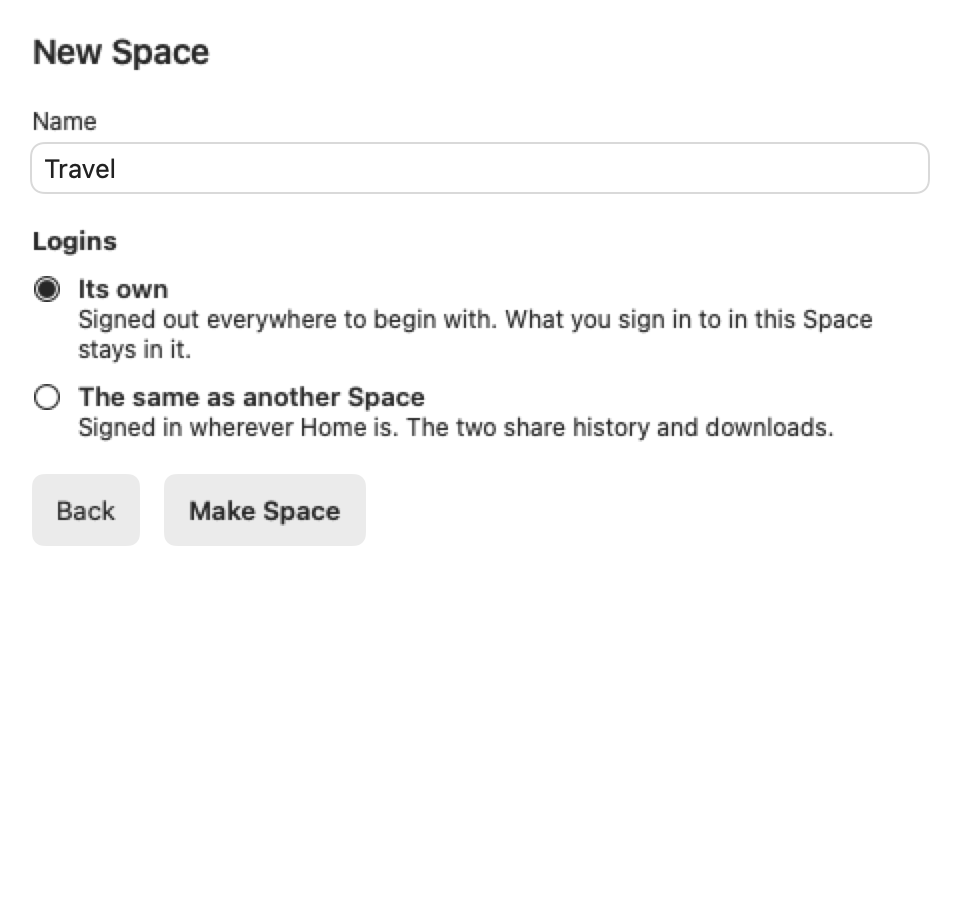 New Space
Name
Travel
Logins
Its own
Signed out everywhere to begin with. What you sign in to in this Space
stays in it.
The same as another Space
Signed in wherever Home is. The two share history and downloads.
Back
Make Space